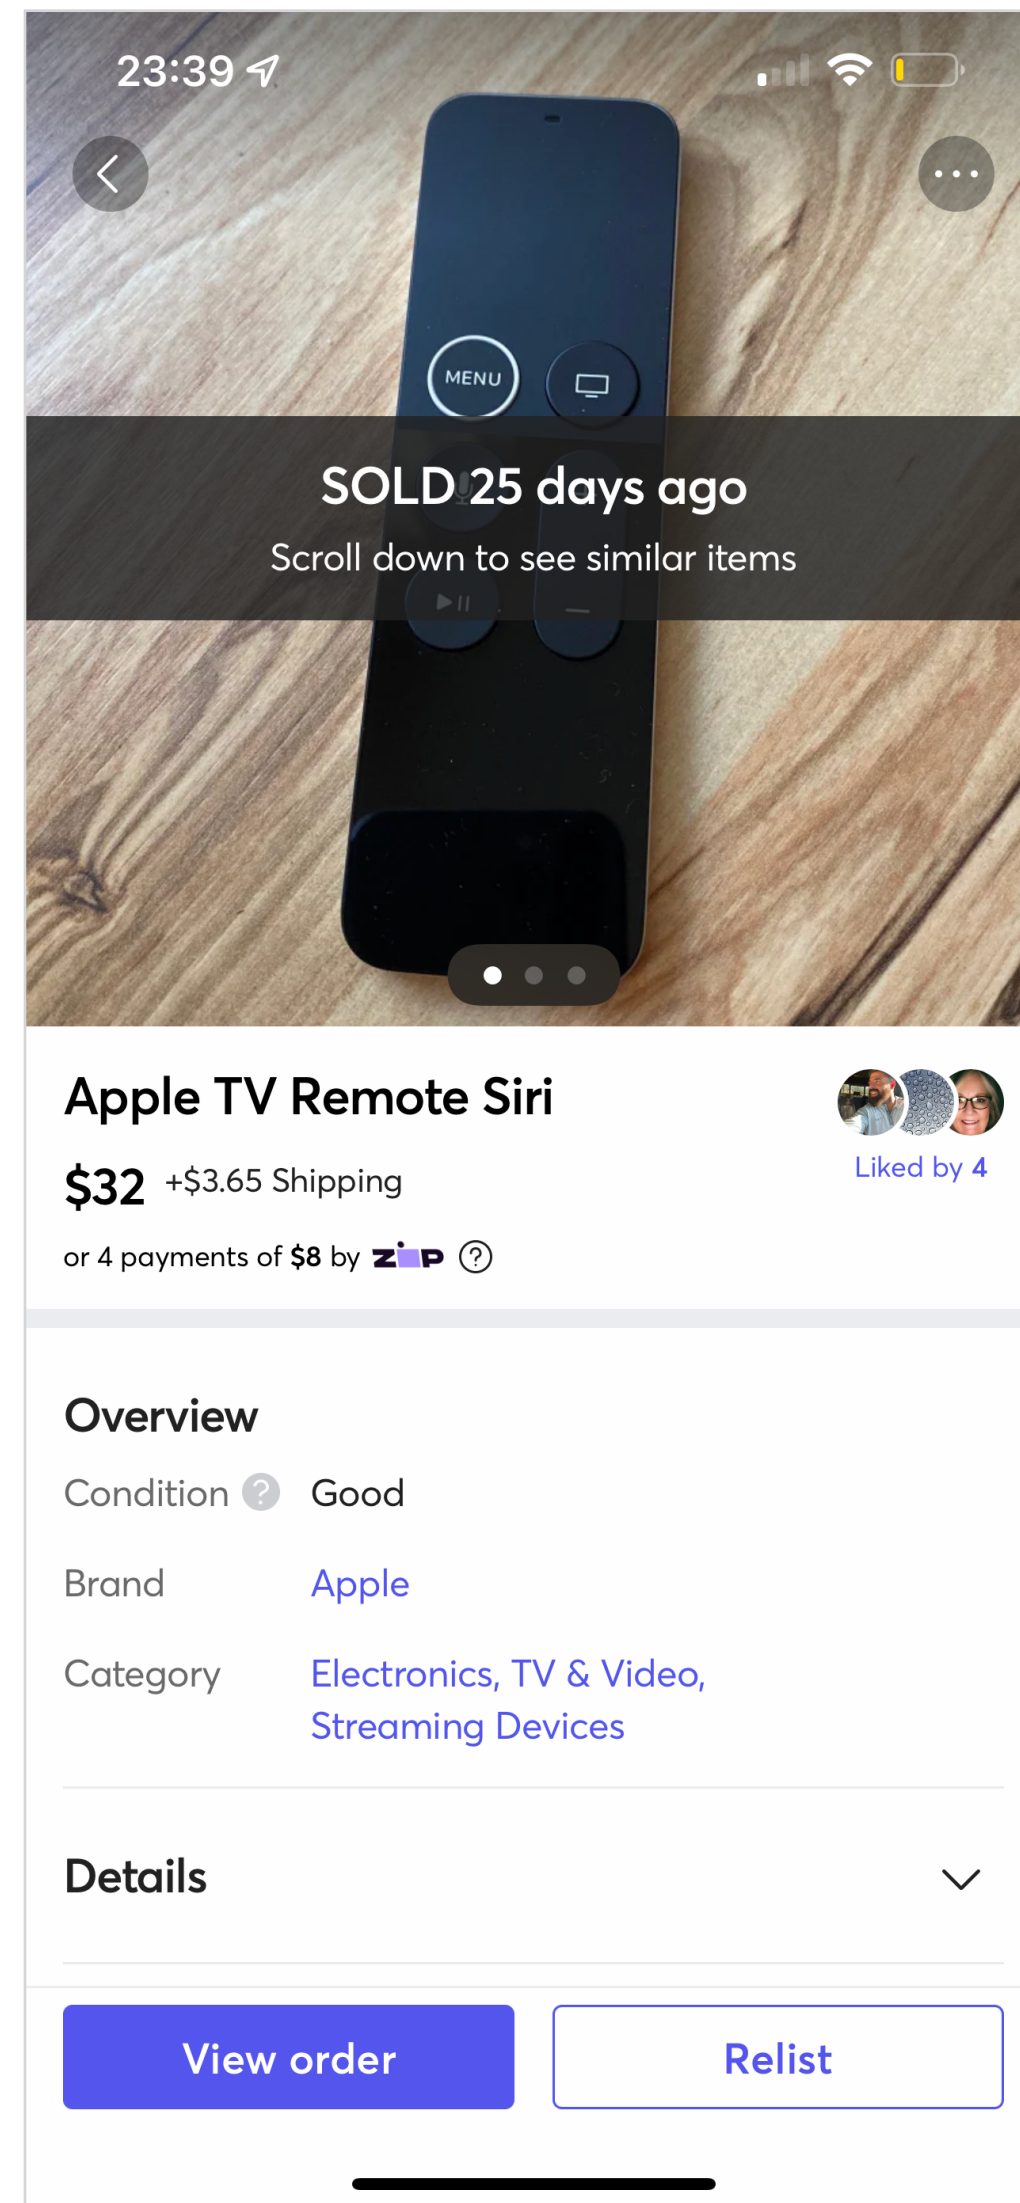 23:39
MENU
SOLD 25 days ago
Scroll down to see similar items
Apple TV Remote Siri
$32 +$3.65 Shipping
Liked by 4
or 4 payments of $8 by ZIP ?
Overview
Condition ? Good
Brand Apple
Category Electronics, TV & Video,
Streaming Devices
Details
View order Relist